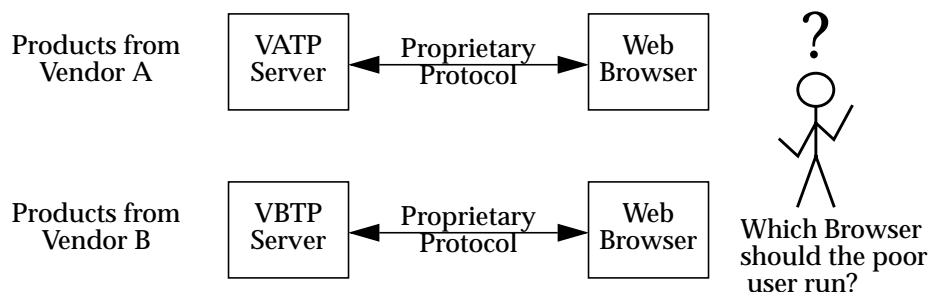 Products from
Vendor A
VATP
Server
Proprietary
Protocol
Web
Browser
?
Products from
Vendor B
VBTP
Server
Proprietary
Protocol
Web
Browser
Which Browser
should the poor
user run?